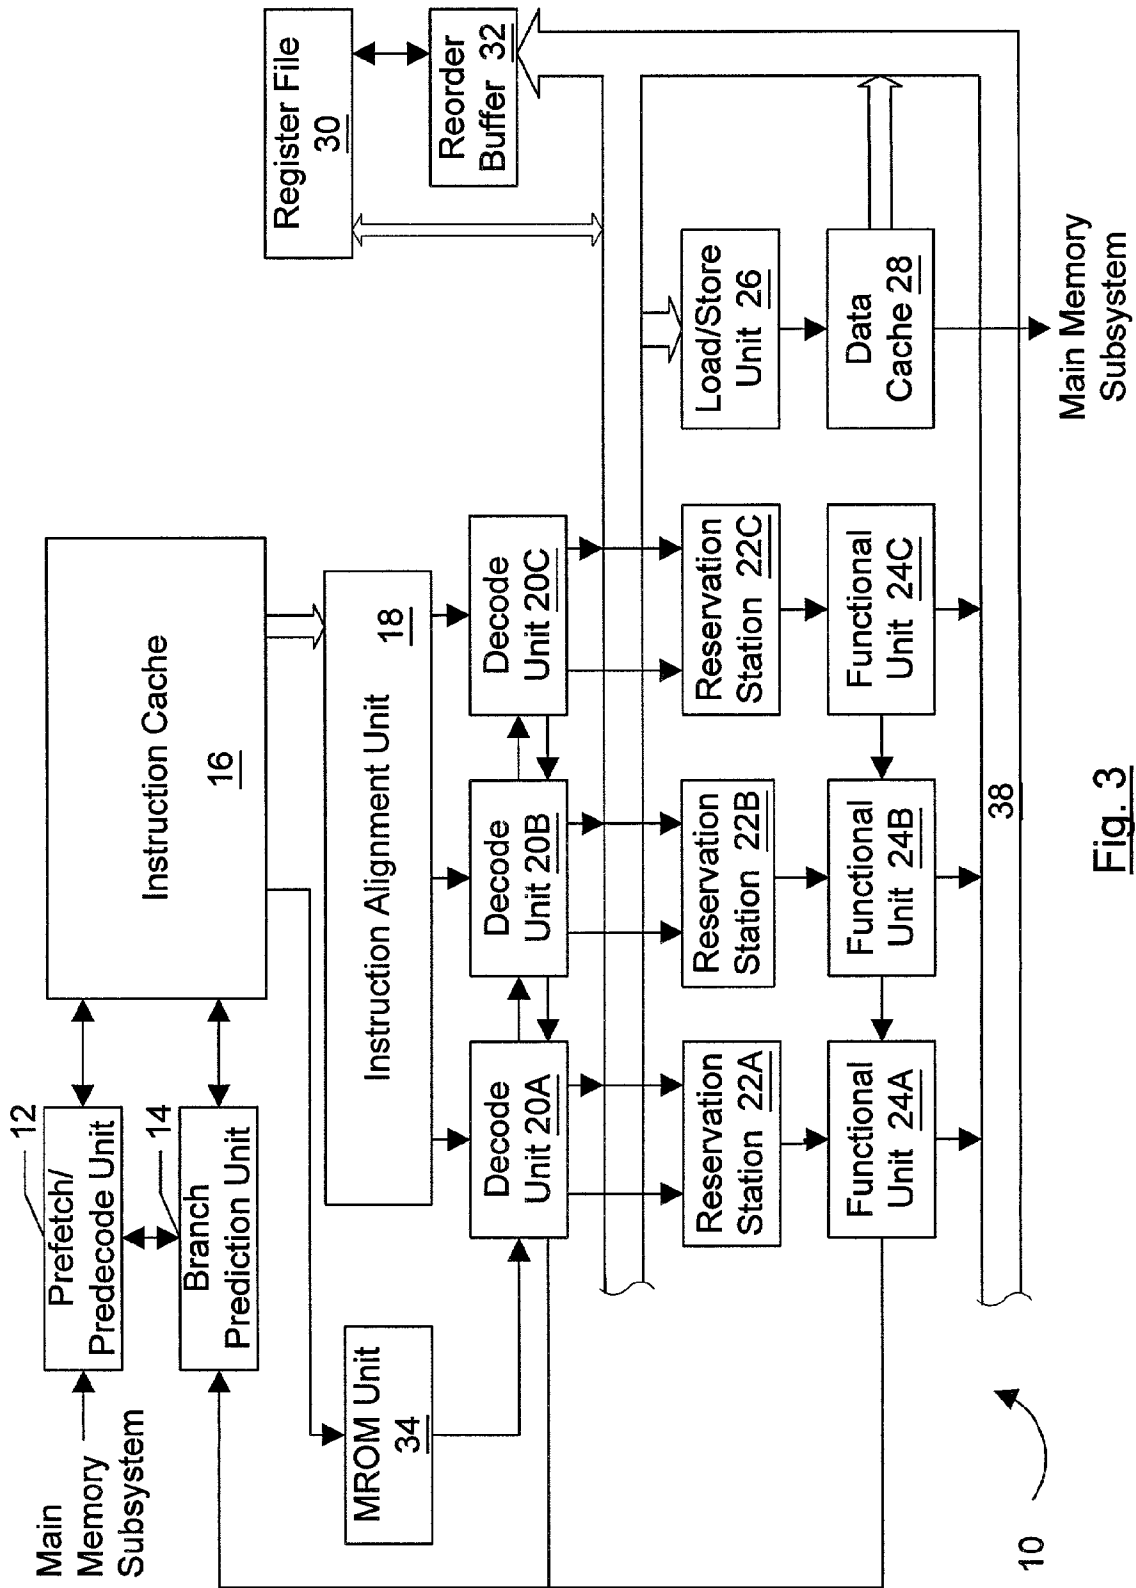 Main
Memory
Subsystem
Prefetch/
Predecode Unit
12
Branch
Prediction Unit
14
Instruction Cache
16
Register File
30
Reorder
Buffer 32
MROM Unit
34
Instruction Alignment Unit
18
Decode
Unit 20A
Decode
Unit 20B
Decode
Unit 20C
Reservation
Station 22A
Reservation
Station 22B
Reservation
Station 22C
Load/Store
Unit 26
Functional
Unit 24A
Functional
Unit 24B
Functional
Unit 24C
Data
Cache 28
38
Main Memory
Subsystem
10
Fig. 3